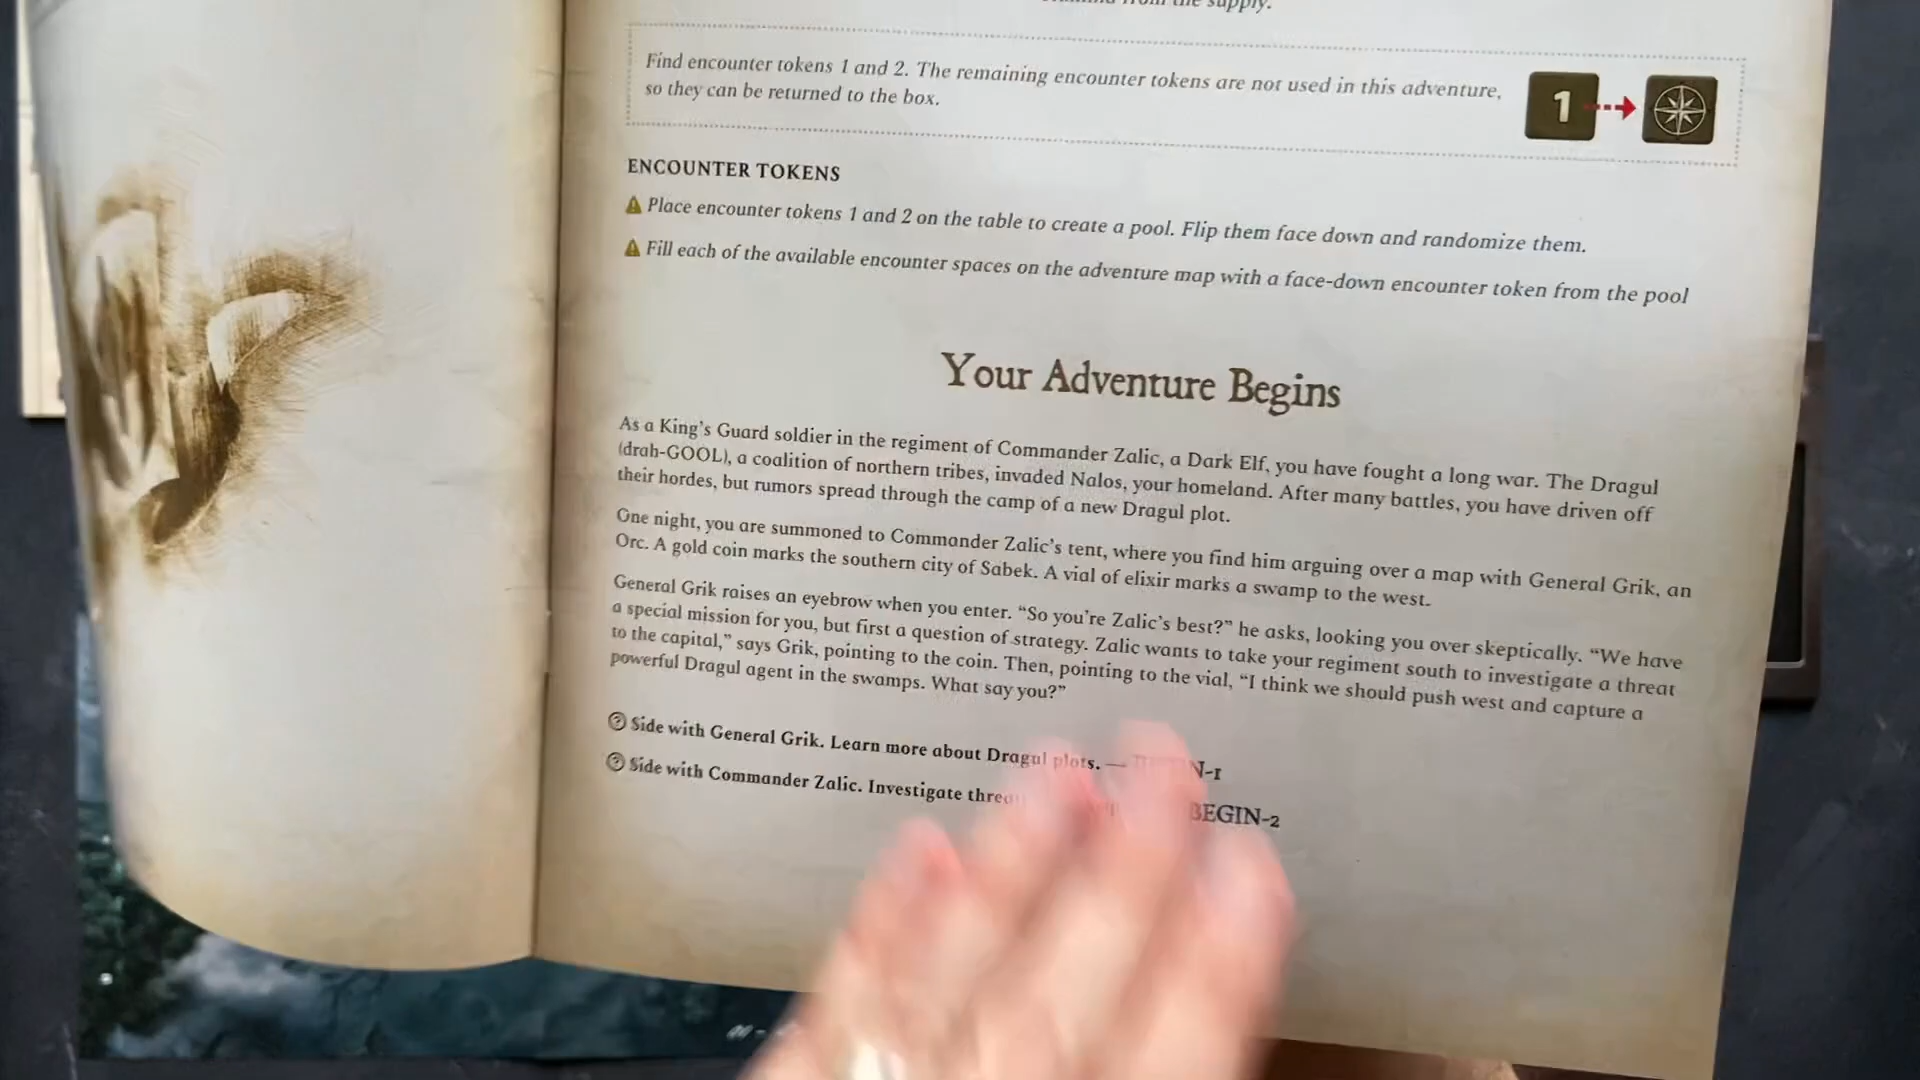 from the supply.
Find encounter tokens 1 and 2. The remaining encounter tokens are not used in this adventure,
so they can be returned to the box.
1
ENCOUNTER TOKENS
Place encounter tokens 1 and 2 on the table to create a pool. Flip them face down and randomize them.
Fill each of the available encounter spaces on the adventure map with a face-down encounter token from the pool
Your Adventure Begins
As a King's Guard soldier in the regiment of Commander Zalic, a Dark Elf, you have fought a long war. The Dragul
(drah-GOOL), a coalition of northern tribes, invaded Nalos, your homeland. After many battles, you have driven off
their hordes, but rumors spread through the camp of a new Dragul plot.
One night, you are summoned to Commander Zalic's tent, where you find him arguing over a map with General Grik, an
Orc. A gold coin marks the southern city of Sabek. A vial of elixir marks a swamp to the west.
General Grik raises an eyebrow when you enter. “So you're Zalic's best?” he asks, looking you over skeptically. “We have
a special mission for you, but first a question of strategy. Zalic wants to take your regiment south to investigate a threat
to the capital,” says Grik, pointing to the coin. Then, pointing to the vial, “I think we should push west and capture a
powerful Dragul agent in the swamps. What say you?”
? Side with General Grik. Learn more about Dragul plots. — N-1
? Side with Commander Zalic. Investigate BEGIN-2